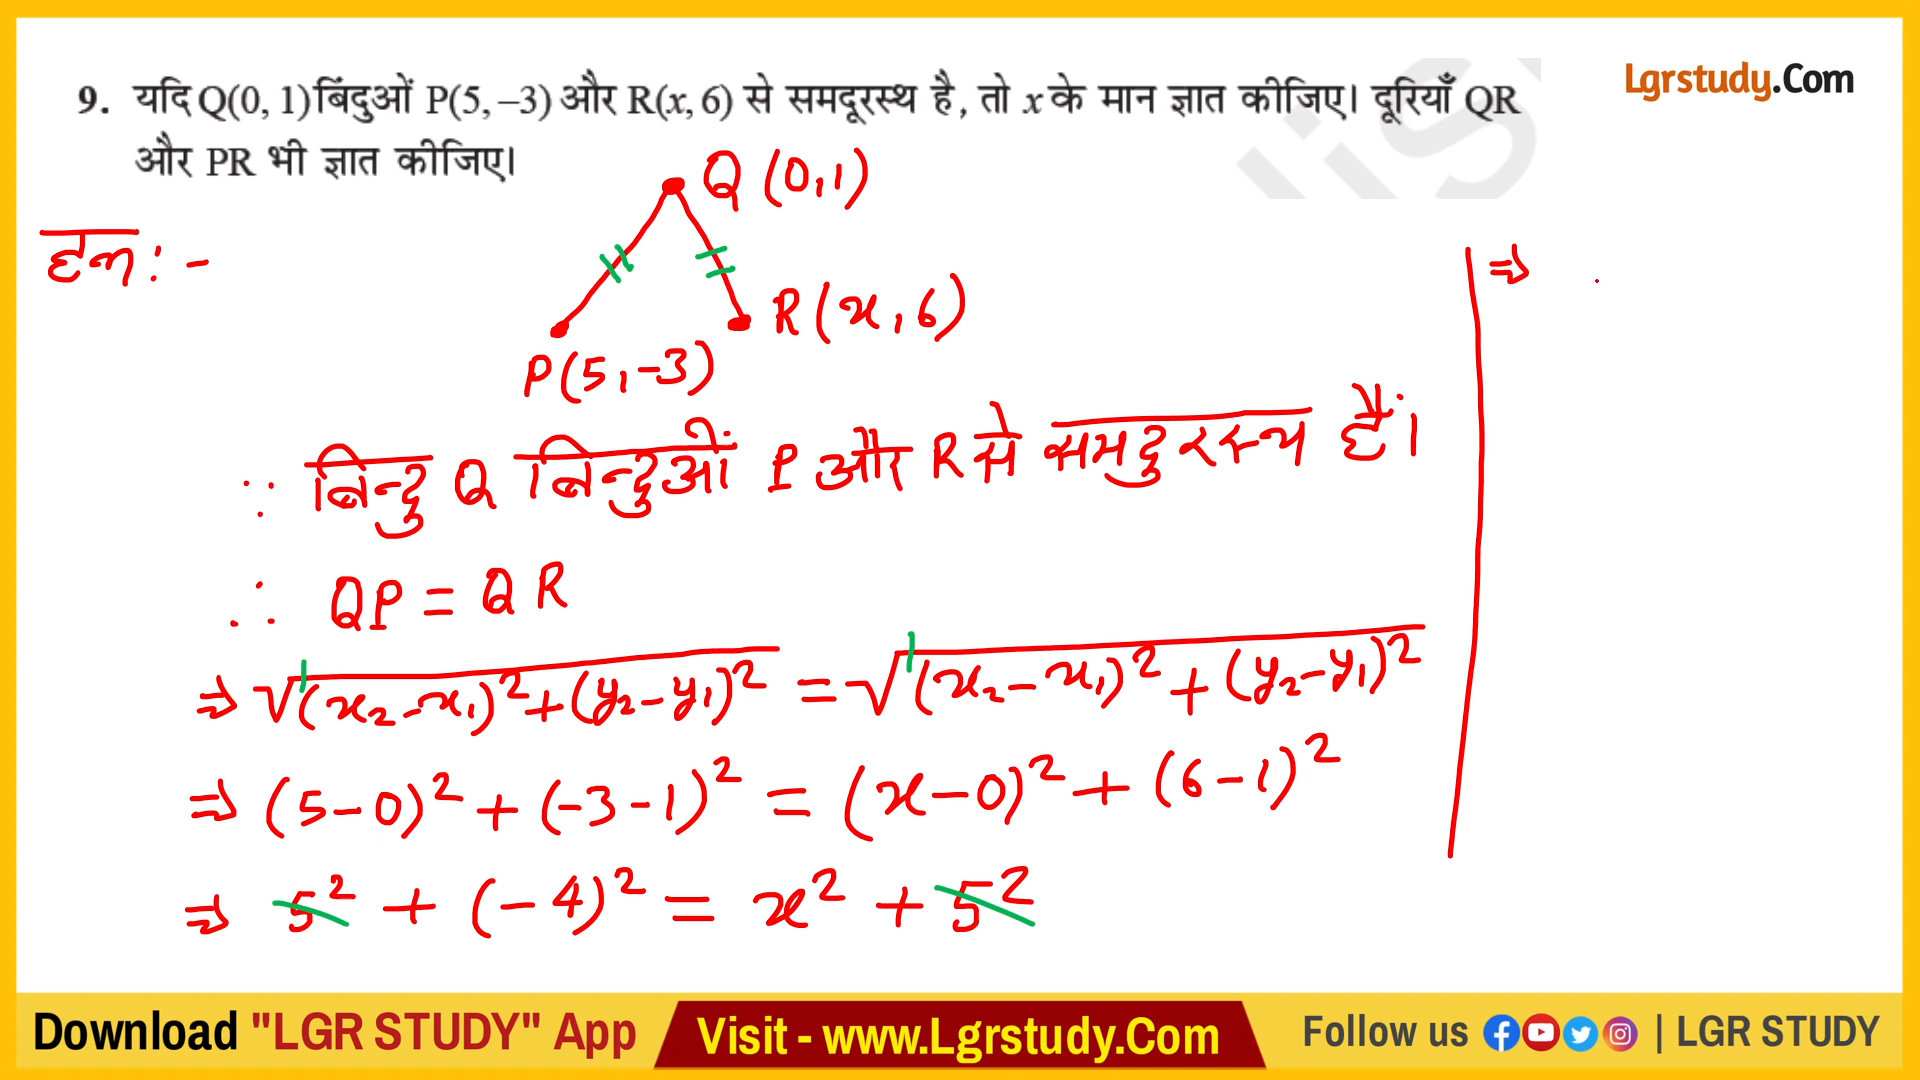 Lgrstudy.Com
9. यदि Q(0, 1) बिंदुओं P(5, –3) और R(x, 6) से समदूरस्थ है, तो x के मान ज्ञात कीजिए। दूरियाँ QR
और PR भी ज्ञात कीजिए।
Q (0,1)
हल :-
R(x, 6)
P(5, -3)
∵ बिन्दु Q बिन्दुओं P और R से समदुरस्थ हैं।
∴ QP = QR
⇒ √(x₂-x₁)²+(y₂-y₁)² = √(x₂-x₁)²+(y₂-y₁)²
⇒ (5-0)² + (-3-1)² = (x-0)² + (6-1)²
⇒ 5² + (-4)² = x² + 5²
⇒
Download "LGR STUDY" App
Visit - www.Lgrstudy.Com
Follow us | LGR STUDY